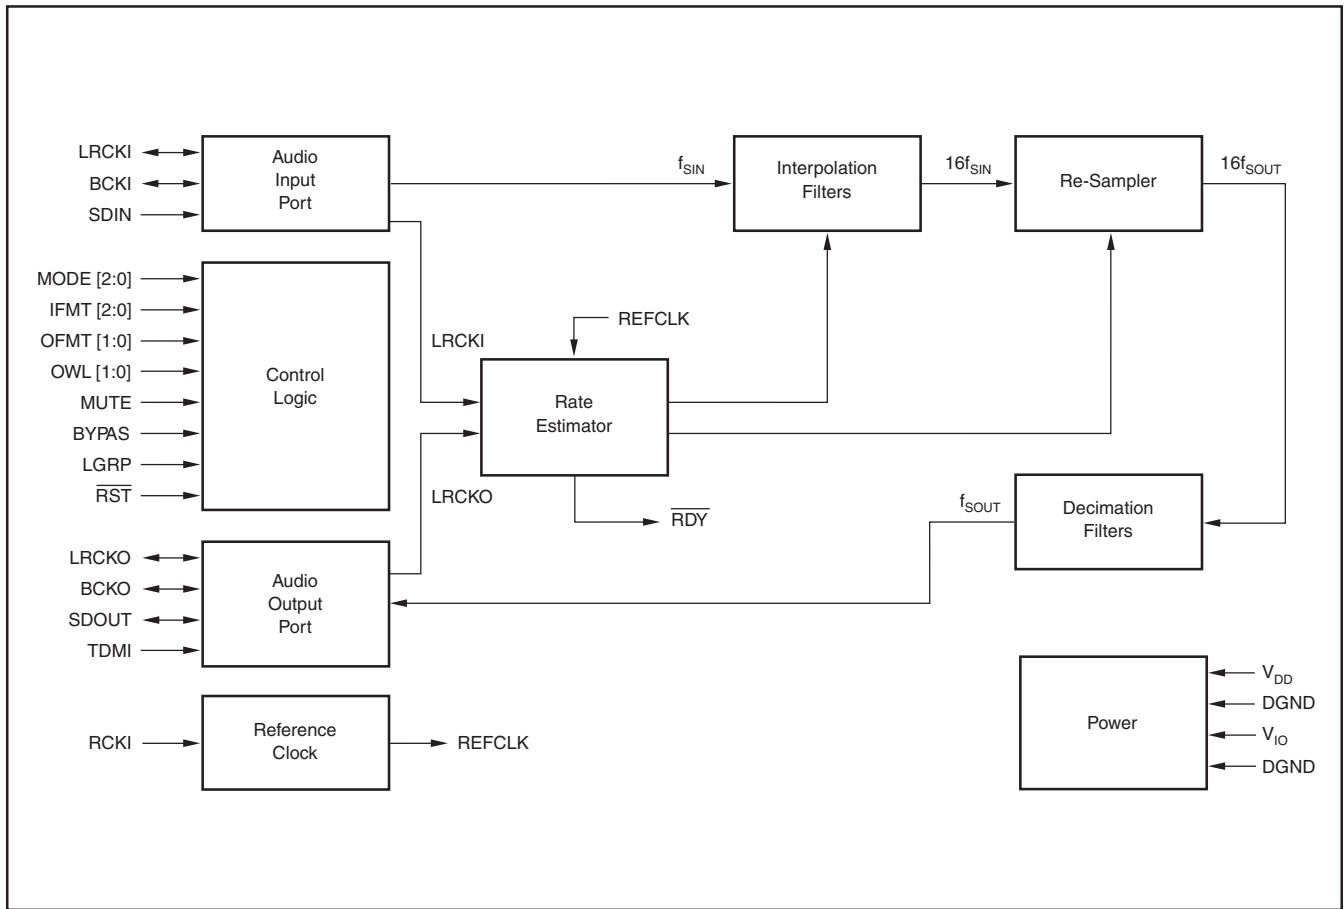 LRCKI
BCKI
SDIN
Audio
Input
Port
fSIN
Interpolation
Filters
16fSIN
Re-Sampler
16fSOUT
MODE [2:0]
IFMT [2:0]
OFMT [1:0]
OWL [1:0]
MUTE
BYPAS
LGRP
RST
Control
Logic
LRCKI
REFCLK
Rate
Estimator
LRCKO
RDY
fSOUT
Decimation
Filters
LRCKO
BCKO
SDOUT
TDMI
Audio
Output
Port
RCKI
Reference
Clock
REFCLK
Power
VDD
DGND
VIO
DGND